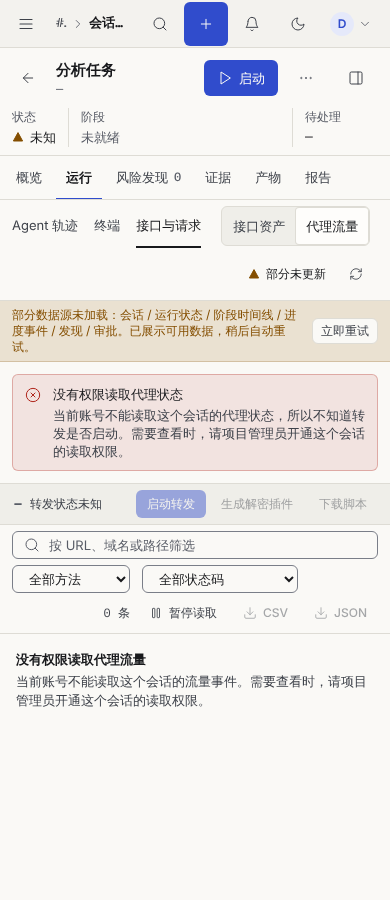 #. 会话…
D
分析任务
—
启动
状态
未知
阶段
未就绪
待处理
—
概览 运行 风险发现 0 证据 产物 报告
Agent 轨迹 终端 接口与请求 接口资产 代理流量
部分未更新
部分数据源未加载：会话 / 运行状态 / 阶段时间线 / 进
度事件 / 发现 / 审批。已展示可用数据，稍后自动重
试。
立即重试
没有权限读取代理状态
当前账号不能读取这个会话的代理状态，所以不知道转
发是否启动。需要查看时，请项目管理员开通这个会话
的读取权限。
— 转发状态未知 启动转发 生成解密插件 下载脚本
按 URL、域名或路径筛选
全部方法 全部状态码
0 条 暂停读取 CSV JSON
没有权限读取代理流量
当前账号不能读取这个会话的流量事件。需要查看时，请项目
管理员开通这个会话的读取权限。